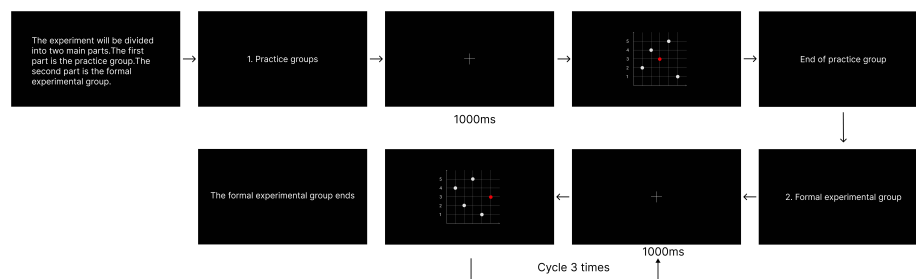 The experiment will be divided
into two main parts.The first
part is the practice group.The
second part is the formal
experimental group.
1. Practice groups
1000ms
5
4
3
2
1
End of practice group
The formal experimental group ends
5
4
3
2
1
1000ms
2. Formal experimental group
Cycle 3 times